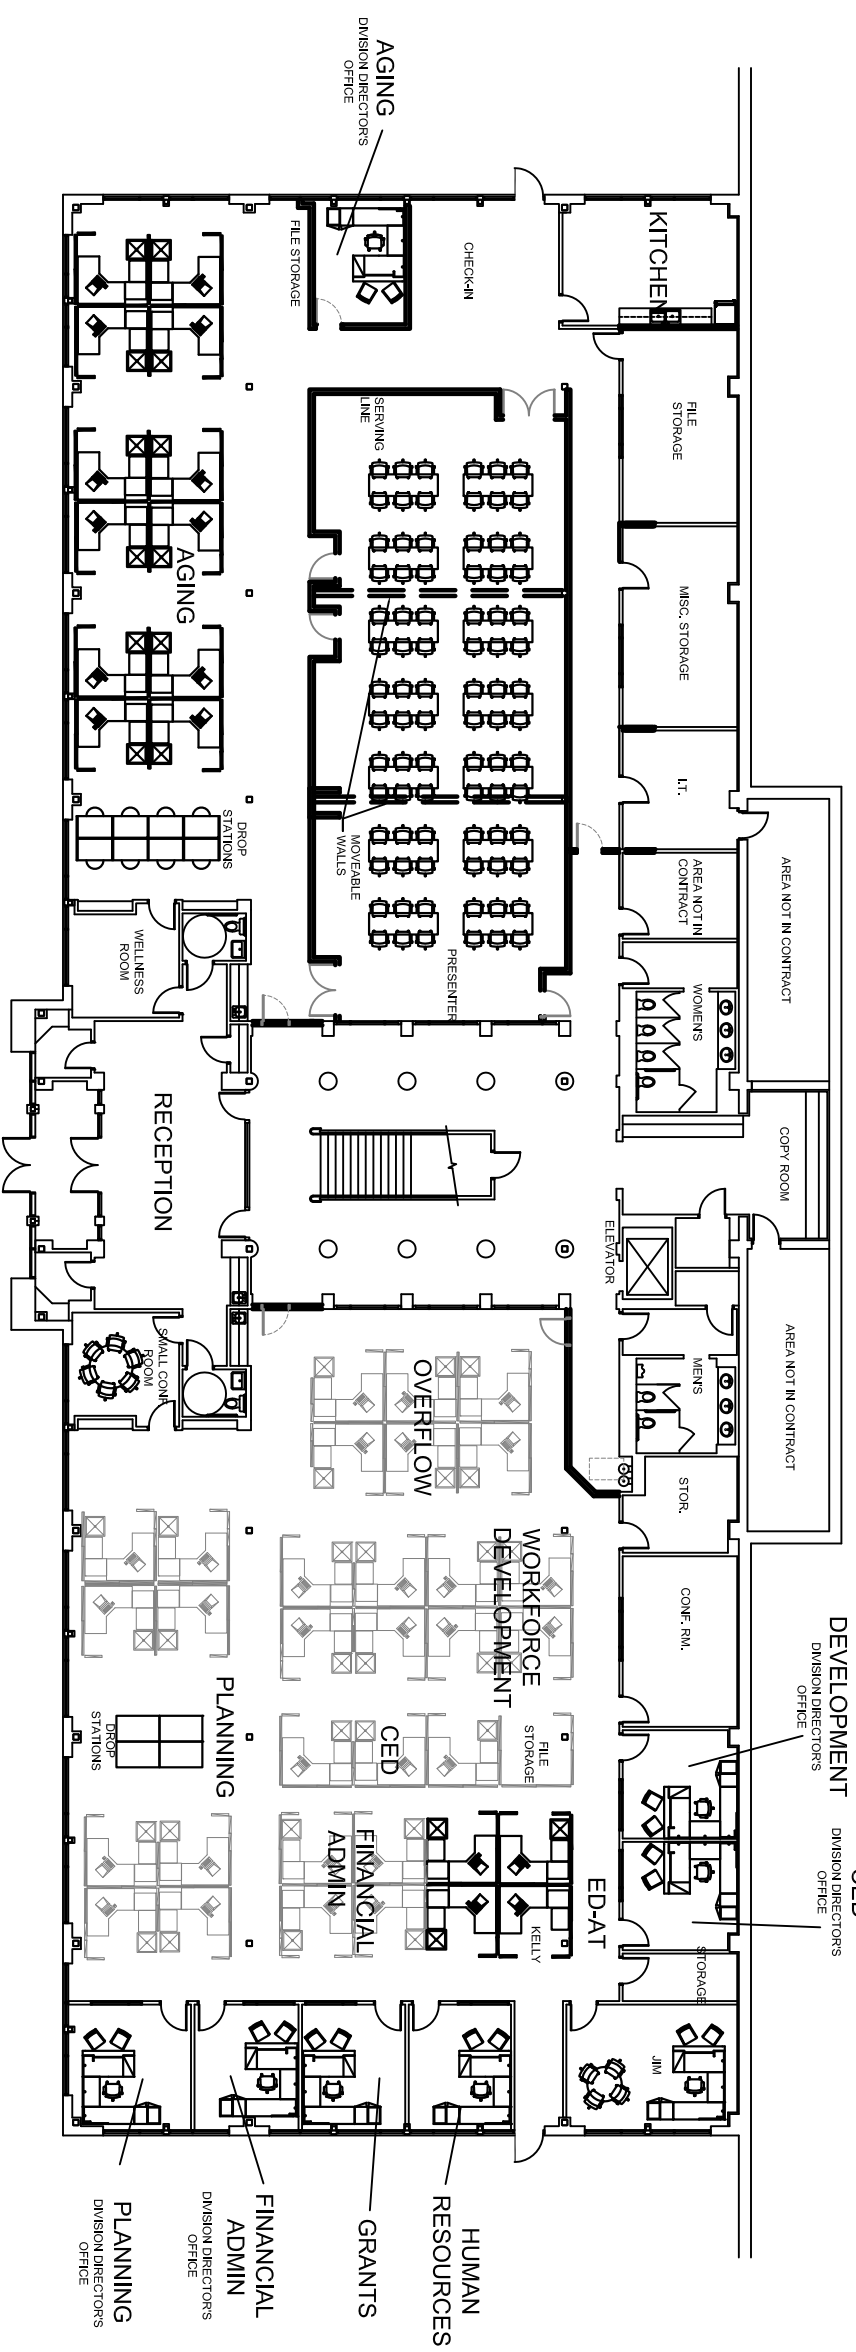 AGING
DIVISION DIRECTOR'S
OFFICE
KITCHEN
CHECK-IN
FILE STORAGE
FILE
STORAGE
SERVING
LINE
AGING
MISC. STORAGE
I.T.
MOVEABLE
WALLS
DROP
STATIONS
AREA NOT IN
CONTRACT
AREA NOT IN CONTRACT
WELLNESS
ROOM
PRESENTER
WOMEN'S
RECEPTION
COPY ROOM
ELEVATOR
SMALL CONF
ROOM
MEN'S
AREA NOT IN CONTRACT
OVERFLOW
STOR.
WORKFORCE
DEVELOPMENT
CONF. RM.
DEVELOPMENT
DIVISION DIRECTOR'S
OFFICE
PLANNING
DROP
STATIONS
CED
FILE
STORAGE
CED
DIVISION DIRECTOR'S
OFFICE
FINANCIAL
ADMIN
ED-AT
KELLY
STORAGE
JIM
HUMAN
RESOURCES
GRANTS
FINANCIAL
ADMIN
DIVISION DIRECTOR'S
OFFICE
PLANNING
DIVISION DIRECTOR'S
OFFICE